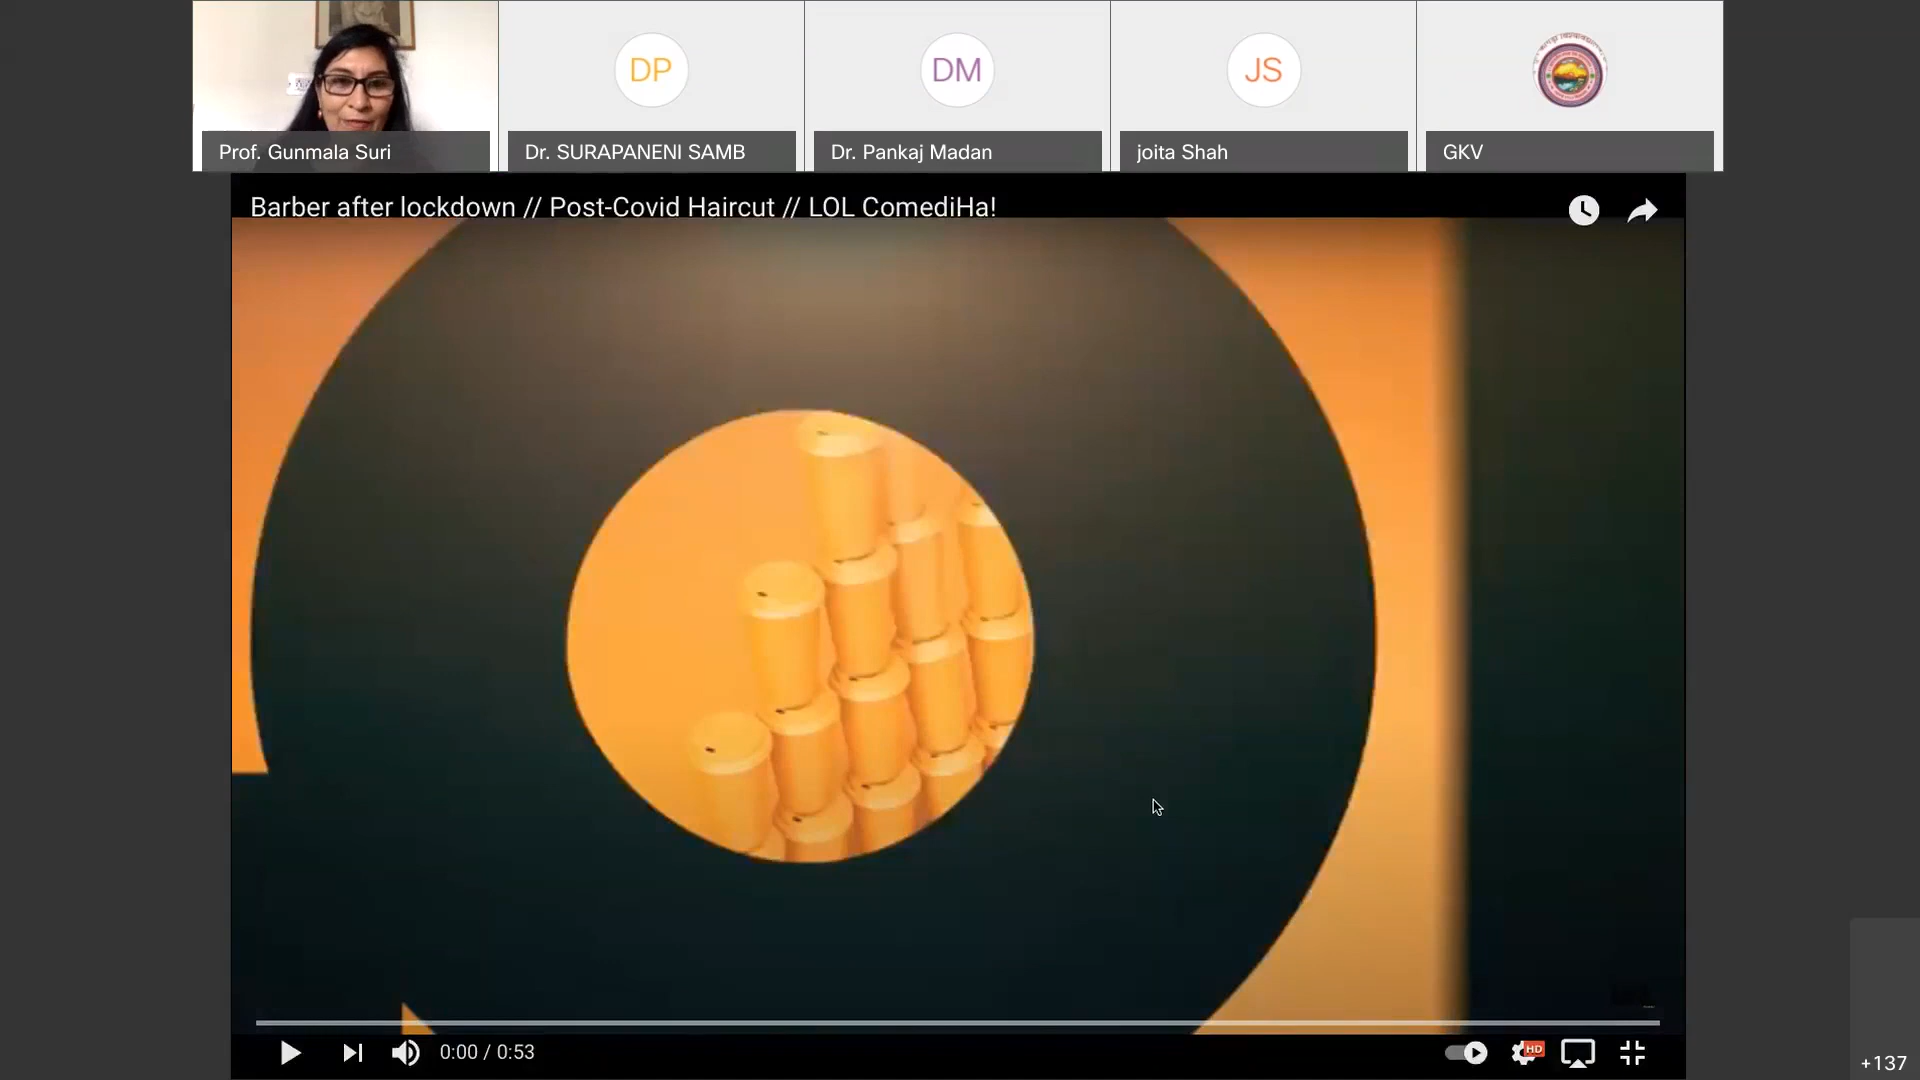 DP
DM
JS
Prof. Gunmala Suri
Dr. SURAPANENI SAMB
Dr. Pankaj Madan
joita Shah
GKV
Barber after lockdown // Post-Covid Haircut // LOL ComediHa!
0:00 / 0:53
HD
+137